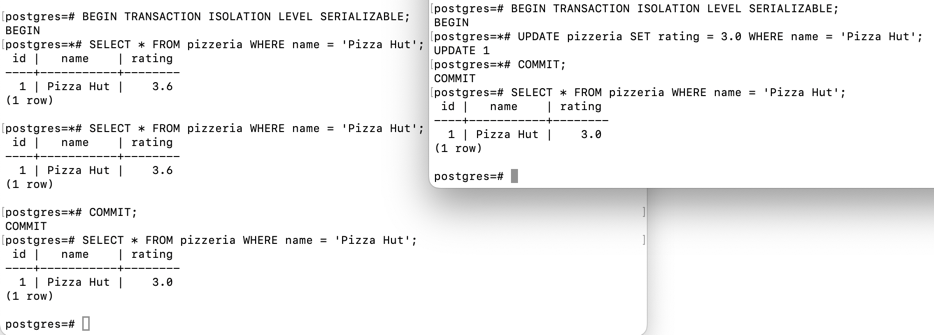 [postgres=# BEGIN TRANSACTION ISOLATION LEVEL SERIALIZABLE;
BEGIN
[postgres=*# SELECT * FROM pizzeria WHERE name = 'Pizza Hut';
 id |   name    | rating
----+-----------+--------
  1 | Pizza Hut |    3.6
(1 row)

[postgres=*# SELECT * FROM pizzeria WHERE name = 'Pizza Hut';
 id |   name    | rating
----+-----------+--------
  1 | Pizza Hut |    3.6
(1 row)

[postgres=*# COMMIT; ]
COMMIT
[postgres=# SELECT * FROM pizzeria WHERE name = 'Pizza Hut'; ]
 id |   name    | rating
----+-----------+--------
  1 | Pizza Hut |    3.0
(1 row)

postgres=#
[postgres=# BEGIN TRANSACTION ISOLATION LEVEL SERIALIZABLE;
BEGIN
[postgres=*# UPDATE pizzeria SET rating = 3.0 WHERE name = 'Pizza Hut';
UPDATE 1
[postgres=*# COMMIT;
COMMIT
[postgres=# SELECT * FROM pizzeria WHERE name = 'Pizza Hut';
 id |   name    | rating
----+-----------+--------
  1 | Pizza Hut |    3.0
(1 row)

postgres=#